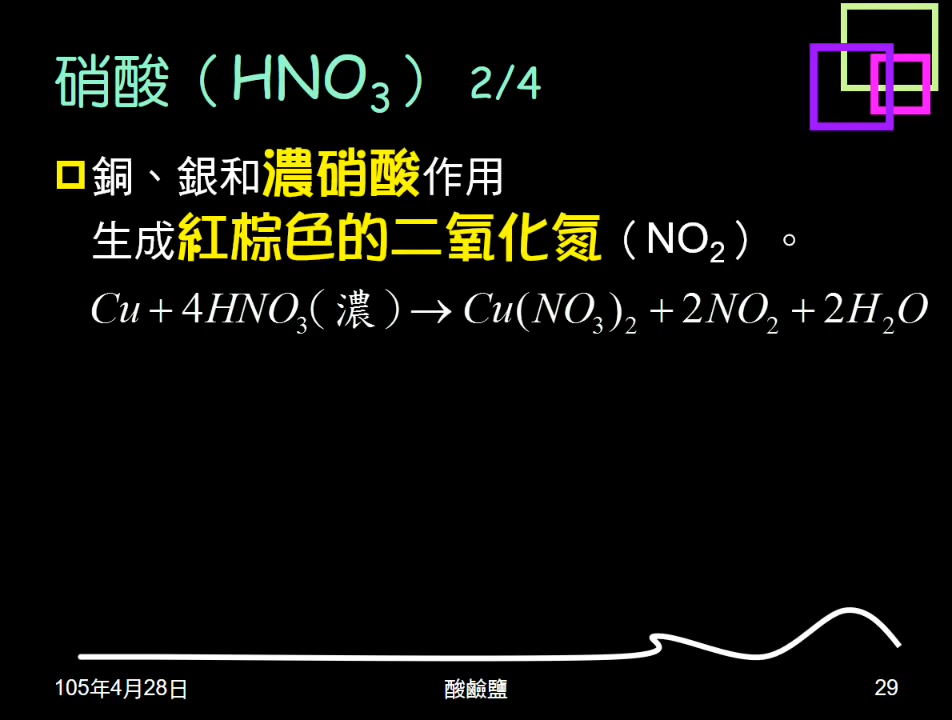 硝酸（HNO₃） 2/4
銅、銀和濃硝酸作用
生成紅棕色的二氧化氮（NO₂）。
Cu + 4HNO₃(濃) → Cu(NO₃)₂ + 2NO₂ + 2H₂O
105年4月28日 酸鹼鹽 29